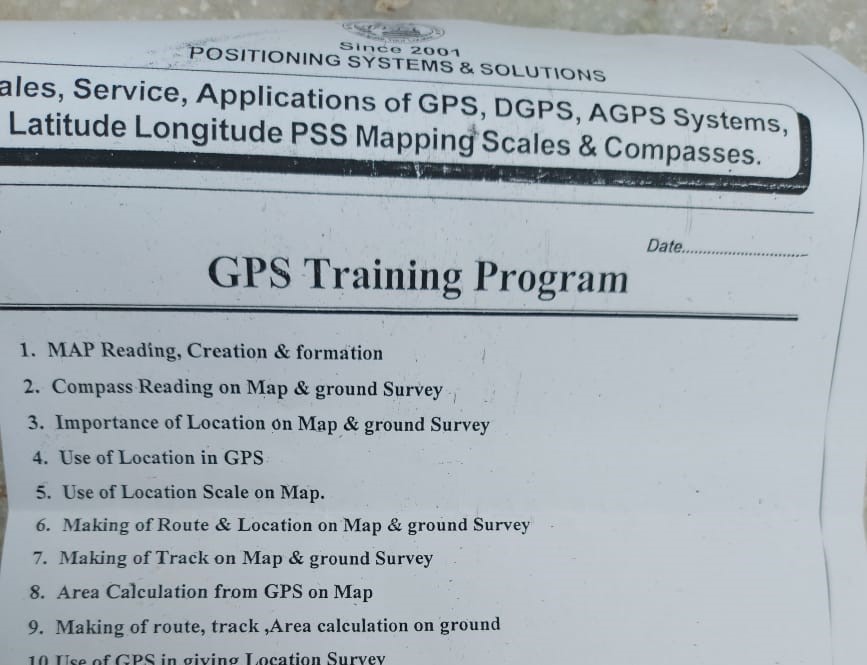 Since 2001
POSITIONING SYSTEMS & SOLUTIONS
ales, Service, Applications of GPS, DGPS, AGPS Systems,
Latitude Longitude PSS Mapping Scales & Compasses.
Date..............................
GPS Training Program
1. MAP Reading, Creation & formation
2. Compass Reading on Map & ground Survey
3. Importance of Location on Map & ground Survey
4. Use of Location in GPS
5. Use of Location Scale on Map.
6. Making of Route & Location on Map & ground Survey
7. Making of Track on Map & ground Survey
8. Area Calculation from GPS on Map
9. Making of route, track ,Area calculation on ground
10 Use of GPS in giving Location Survey